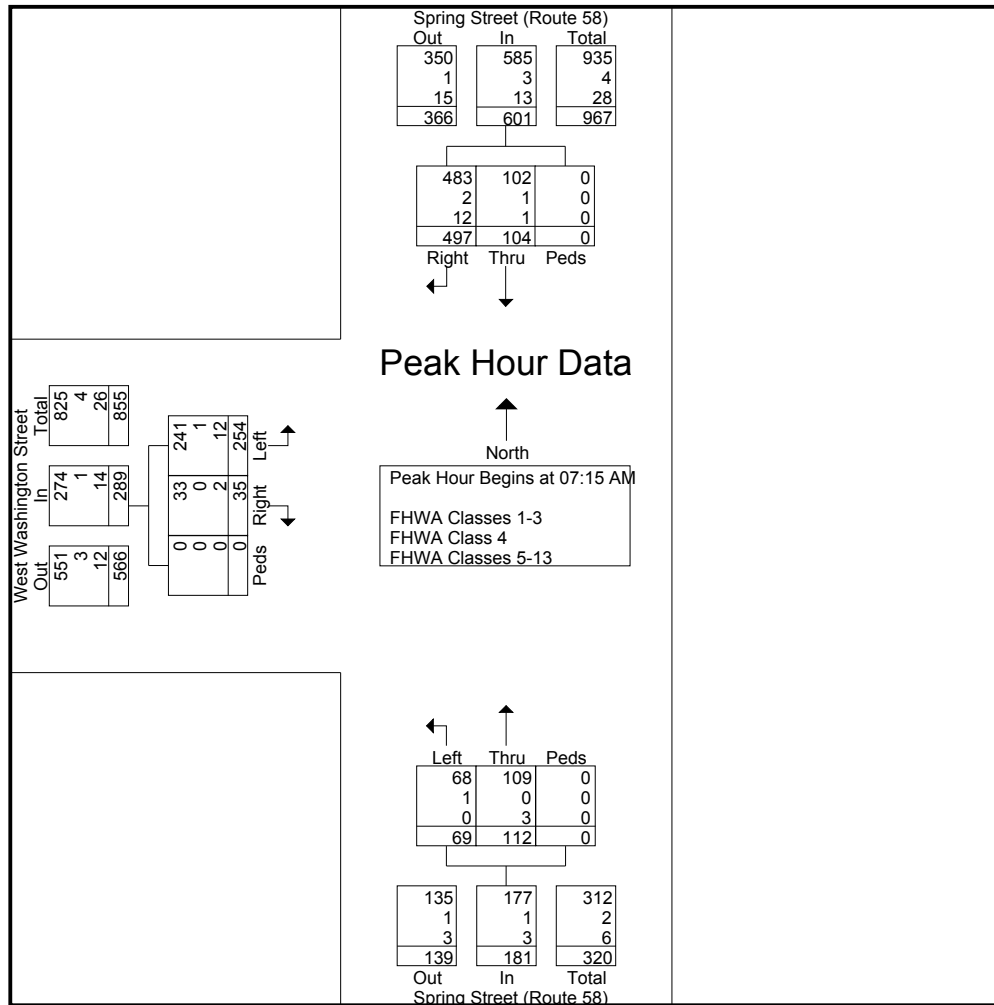 Spring Street (Route 58)
Out In Total
350 585 935
1 3 4
15 13 28
366 601 967
483 102 0
2 1 0
12 1 0
497 104 0
Right Thru Peds
Peak Hour Data
North
Peak Hour Begins at 07:15 AM
FHWA Classes 1-3
FHWA Class 4
FHWA Classes 5-13
West Washington Street
Out In Total
551 274 825
3 1 4
12 14 26
566 289 855
0 33 241
0 0 1
0 2 12
0 35 254
Peds Right Left
Left Thru Peds
68 109 0
1 0 0
0 3 0
69 112 0
135 177 312
1 1 2
3 3 6
139 181 320
Out In Total
Spring Street (Route 58)